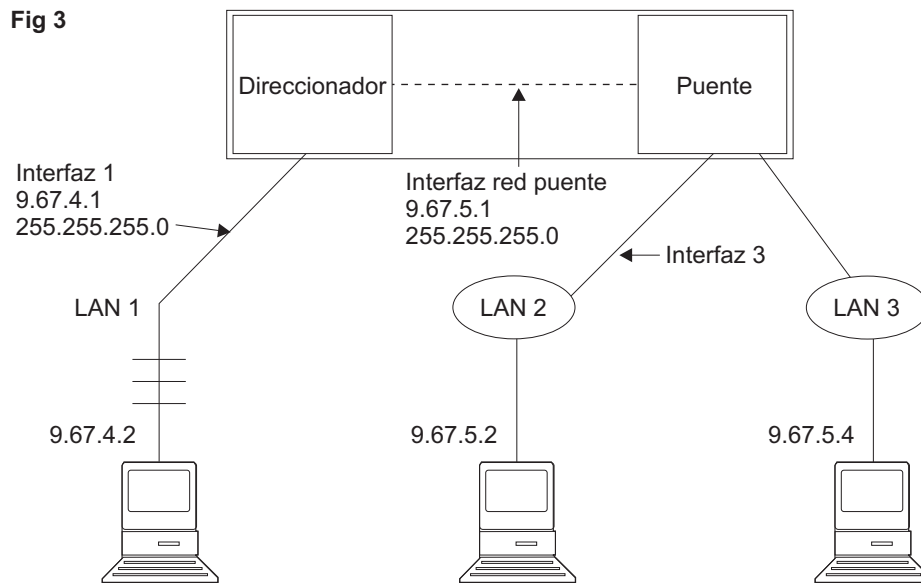 Fig 3
Direccionador
Puente
Interfaz 1
9.67.4.1
255.255.255.0
Interfaz red puente
9.67.5.1
255.255.255.0
Interfaz 3
LAN 1
LAN 2
LAN 3
9.67.4.2
9.67.5.2
9.67.5.4